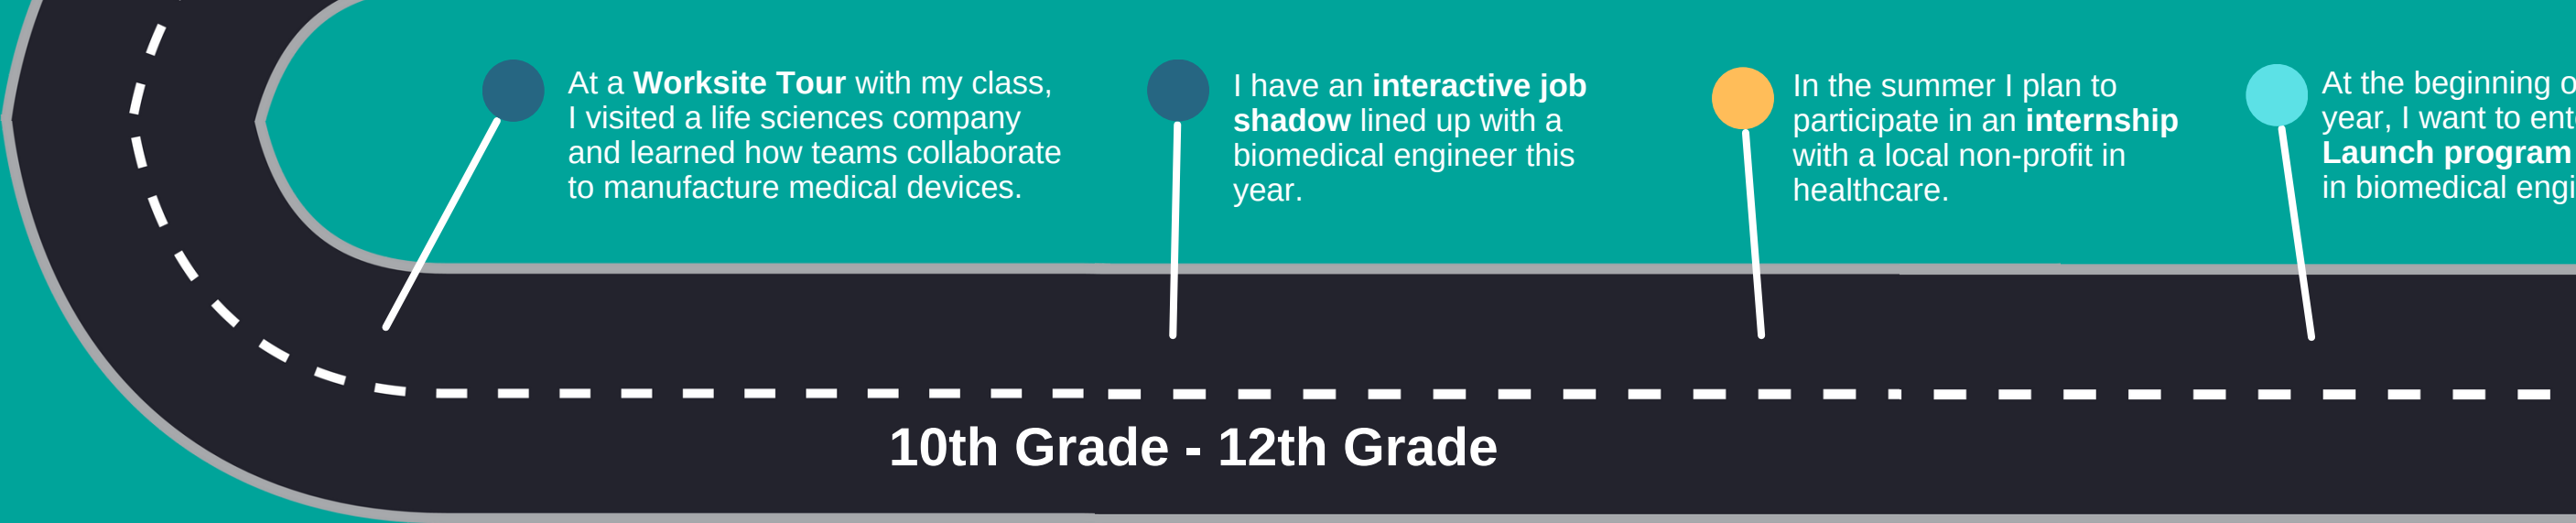 At a Worksite Tour with my class,
I visited a life sciences company
and learned how teams collaborate
to manufacture medical devices.
I have an interactive job
shadow lined up with a
biomedical engineer this
year.
In the summer I plan to
participate in an internship
with a local non-profit in
healthcare.
At the beginning
year, I want to
Launch program
in biomedical
10th Grade - 12th Grade